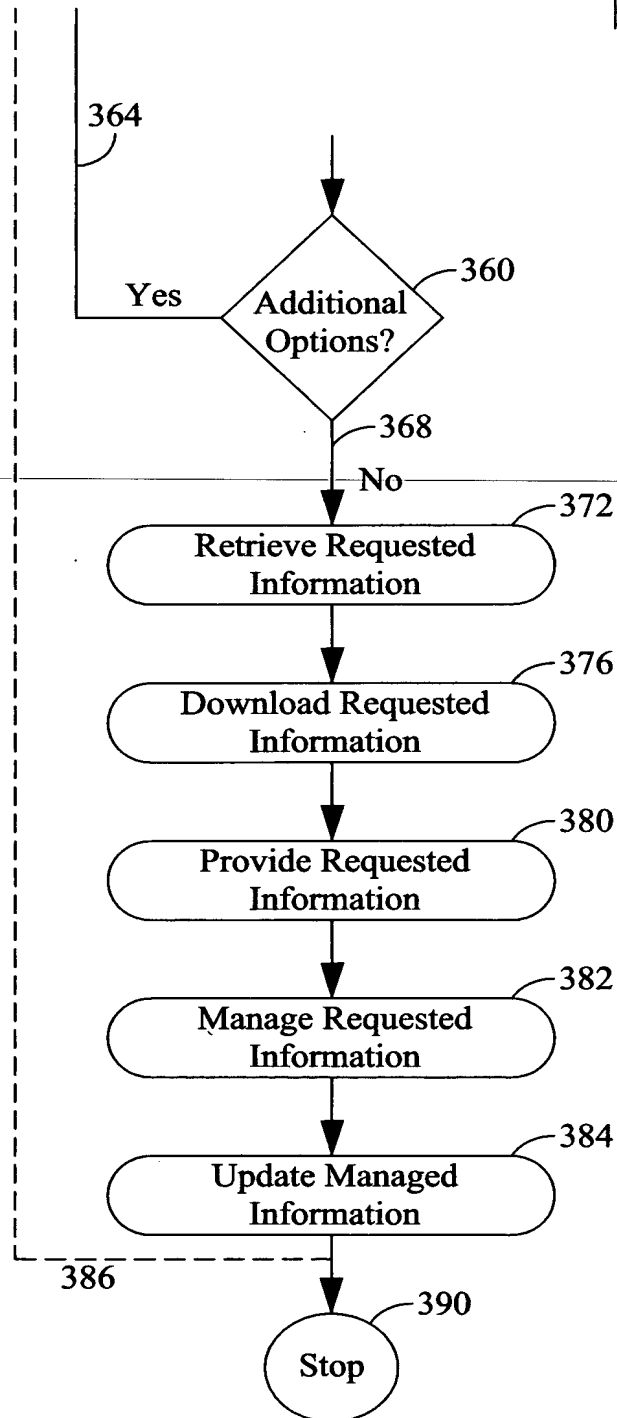 364
360
Yes
Additional
Options?
368
No
372
Retrieve Requested
Information
376
Download Requested
Information
380
Provide Requested
Information
382
Manage Requested
Information
384
Update Managed
Information
386
390
Stop